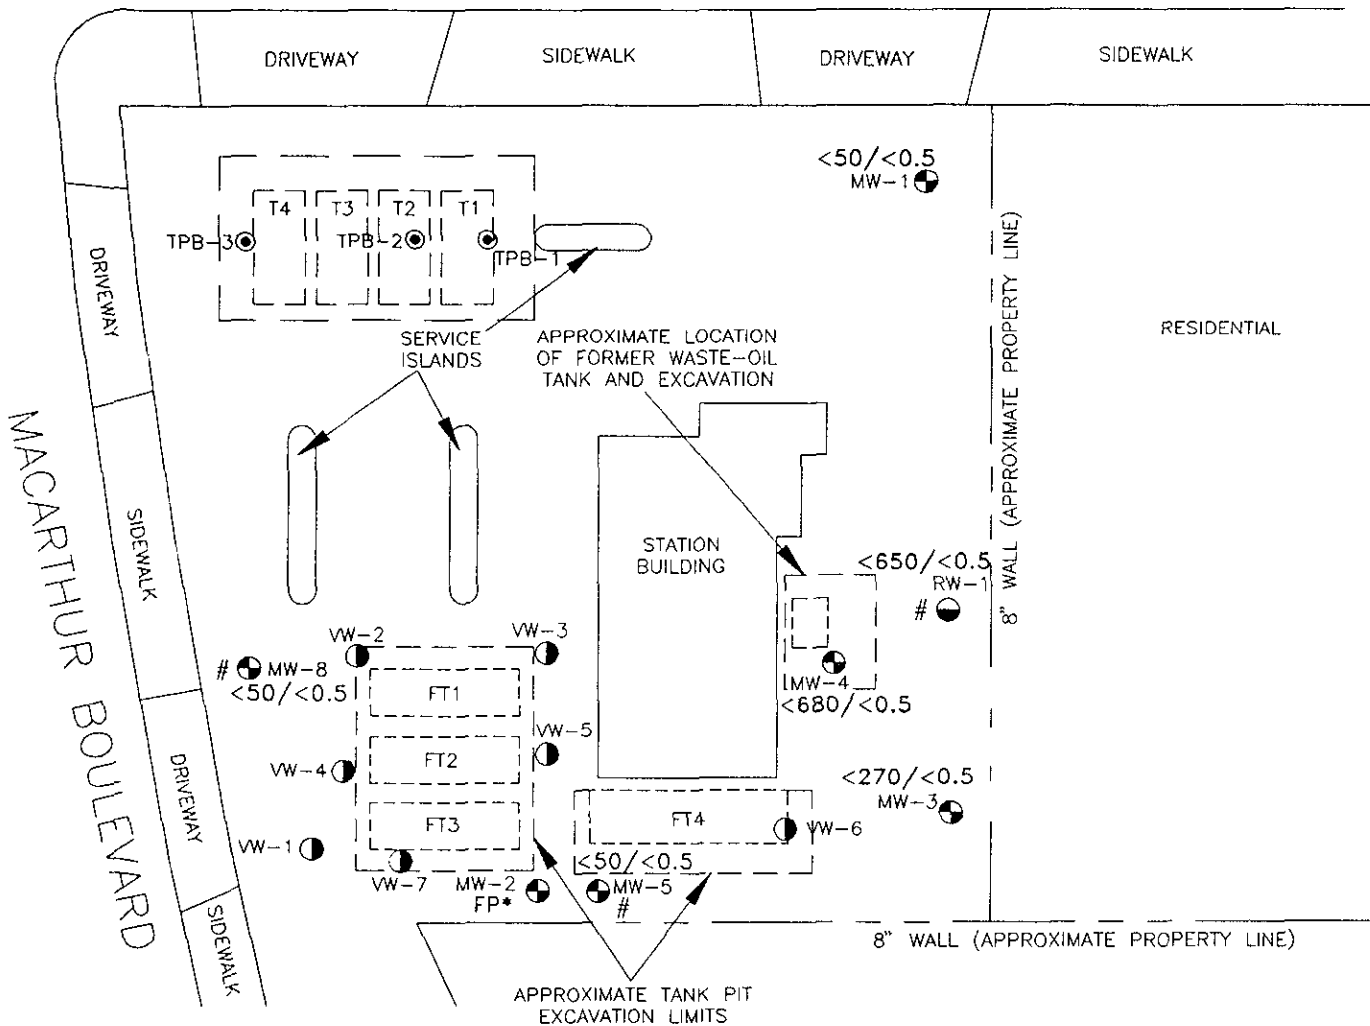 DRIVEWAY
SIDEWALK
DRIVEWAY
SIDEWALK
<50/<0.5
MW-1
T4
T3
T2
T1
TPB-3
TPB-2
TPB-1
DRIVEWAY
SERVICE
ISLANDS
APPROXIMATE LOCATION
OF FORMER WASTE-OIL
TANK AND EXCAVATION
8" WALL (APPROXIMATE PROPERTY LINE)
RESIDENTIAL
MACARTHUR BOULEVARD
SIDEWALK
STATION
BUILDING
<650/<0.5
RW-1
#
VW-2
VW-3
# MW-8
<50/<0.5
FT1
MW-4
<680/<0.5
VW-5
FT2
VW-4
DRIVEWAY
<270/<0.5
MW-3
FT3
FT4
VW-6
VW-1
VW-7
<50/<0.5
MW-2
FP*
MW-5
#
SIDEWALK
8" WALL (APPROXIMATE PROPERTY LINE)
APPROXIMATE TANK PIT
EXCAVATION LIMITS